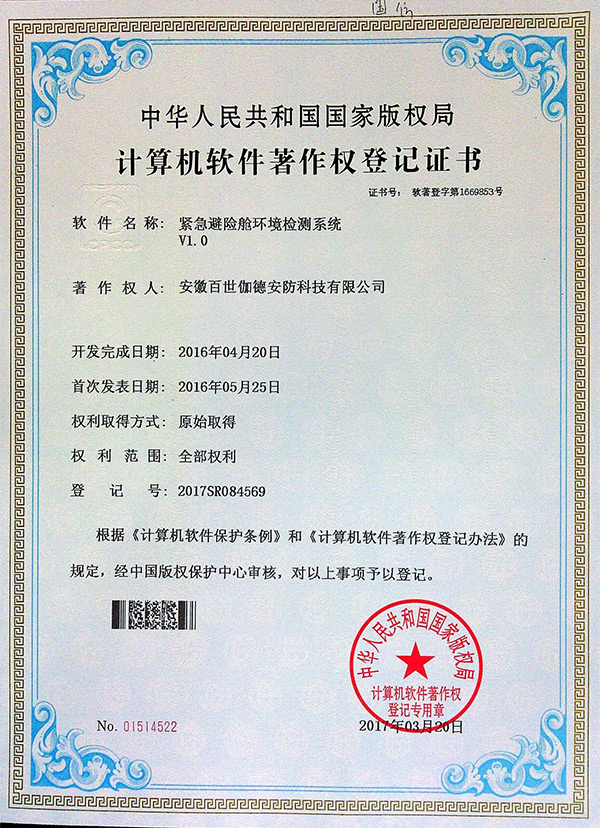 中华人民共和国国家版权局
计算机软件著作权登记证书
证书号: 软著登字第1669853号
软件名称: 紧急避险舱环境检测系统
V1.0
著作权人: 安徽百世伽德安防科技有限公司
开发完成日期: 2016年04月20日
首次发表日期: 2016年05月25日
权利取得方式: 原始取得
权利范围: 全部权利
登记号: 2017SR084569
根据《计算机软件保护条例》和《计算机软件著作权登记办法》的
规定，经中国版权保护中心审核，对以上事项予以登记。
中华人民共和国国家版权局
计算机软件著作权
登记专用章
No. 01514522
2017年03月20日